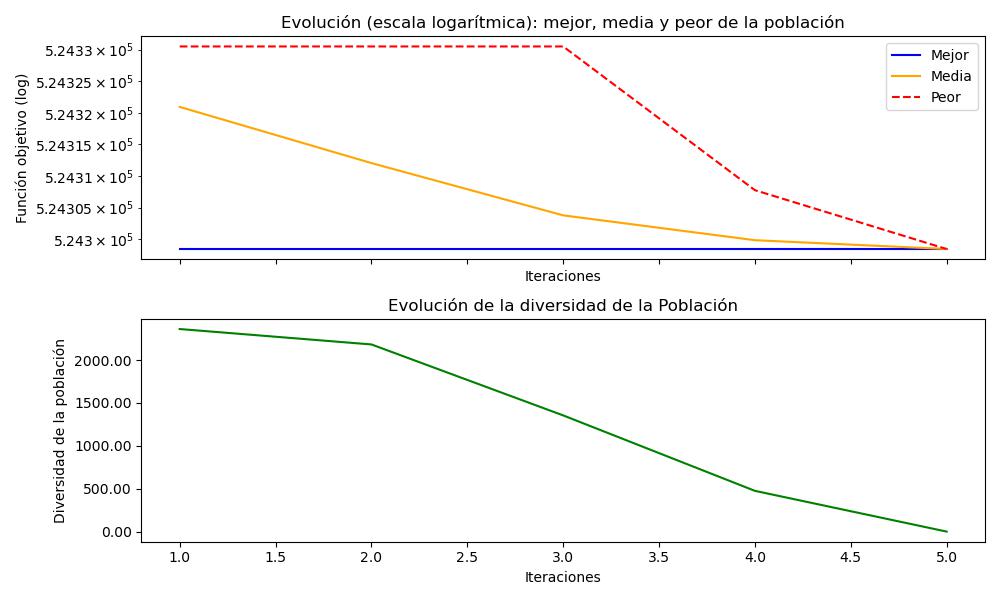 Evolución (escala logarítmica): mejor, media y peor de la población
Función objetivo (log)
5.2433 × 10⁵
5.24325 × 10⁵
5.2432 × 10⁵
5.24315 × 10⁵
5.2431 × 10⁵
5.24305 × 10⁵
5.243 × 10⁵
Mejor
Media
Peor
Iteraciones
Evolución de la diversidad de la Población
Diversidad de la población
2000.00
1500.00
1000.00
500.00
0.00
1.0 1.5 2.0 2.5 3.0 3.5 4.0 4.5 5.0
Iteraciones